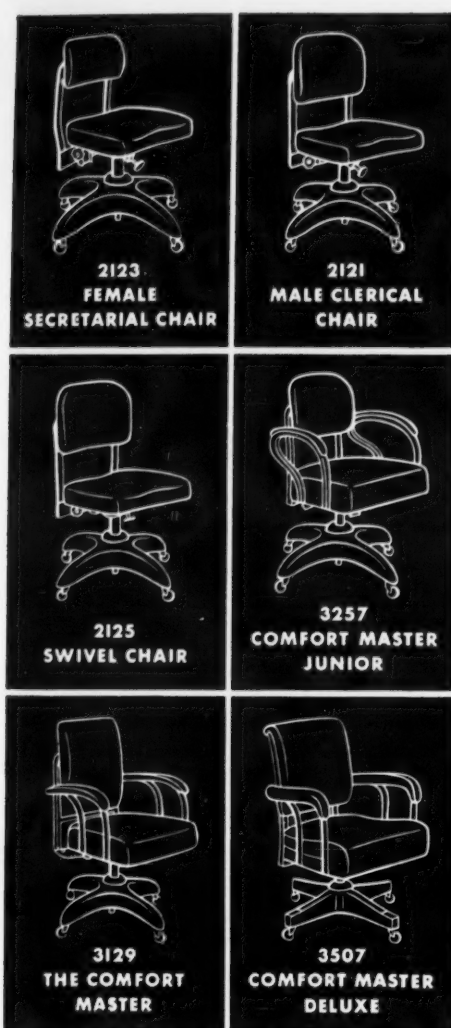 2123
FEMALE
SECRETARIAL CHAIR
2121
MALE CLERICAL
CHAIR
2125
SWIVEL CHAIR
3257
COMFORT MASTER
JUNIOR
3129
THE COMFORT
MASTER
3507
COMFORT MASTER
DELUXE